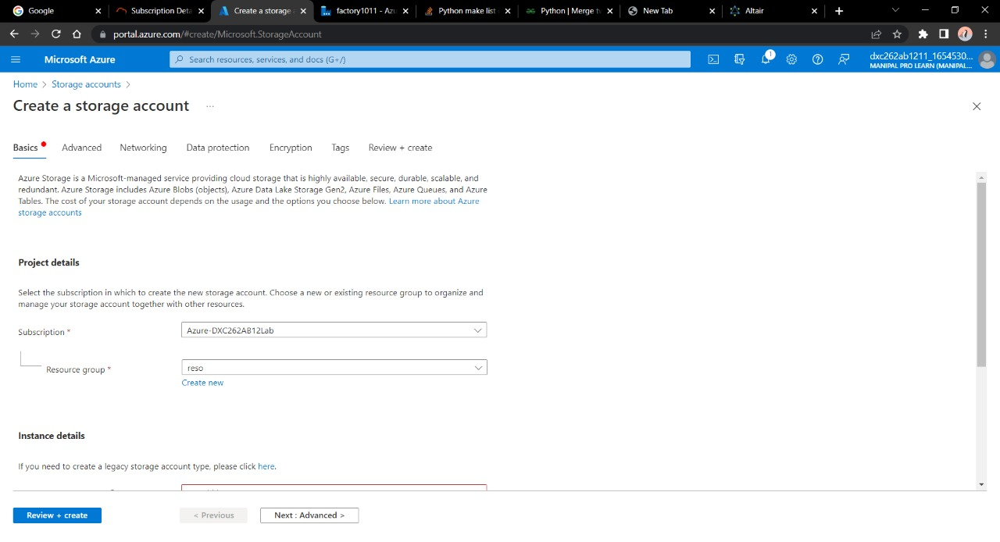 Google
Subscription Deta
Create a storage
factory1011 - Azu
Python make list
Python | Merge tw
New Tab
Altair
portal.azure.com/#create/Microsoft.StorageAccount
Microsoft Azure
Search resources, services, and docs (G+/)
1
dxc262ab1211_1654530...
MANIPAL PRO LEARN (MANIPAL...
Home > Storage accounts >
Create a storage account ...
Basics
Advanced
Networking
Data protection
Encryption
Tags
Review + create
Azure Storage is a Microsoft-managed service providing cloud storage that is highly available, secure, durable, scalable, and
redundant. Azure Storage includes Azure Blobs (objects), Azure Data Lake Storage Gen2, Azure Files, Azure Queues, and Azure
Tables. The cost of your storage account depends on the usage and the options you choose below. Learn more about Azure
storage accounts
Project details
Select the subscription in which to create the new storage account. Choose a new or existing resource group to organize and
manage your storage account together with other resources.
Subscription *
Azure-DXC262AB12Lab
Resource group *
reso
Create new
Instance details
If you need to create a legacy storage account type, please click here.
Review + create
< Previous
Next : Advanced >